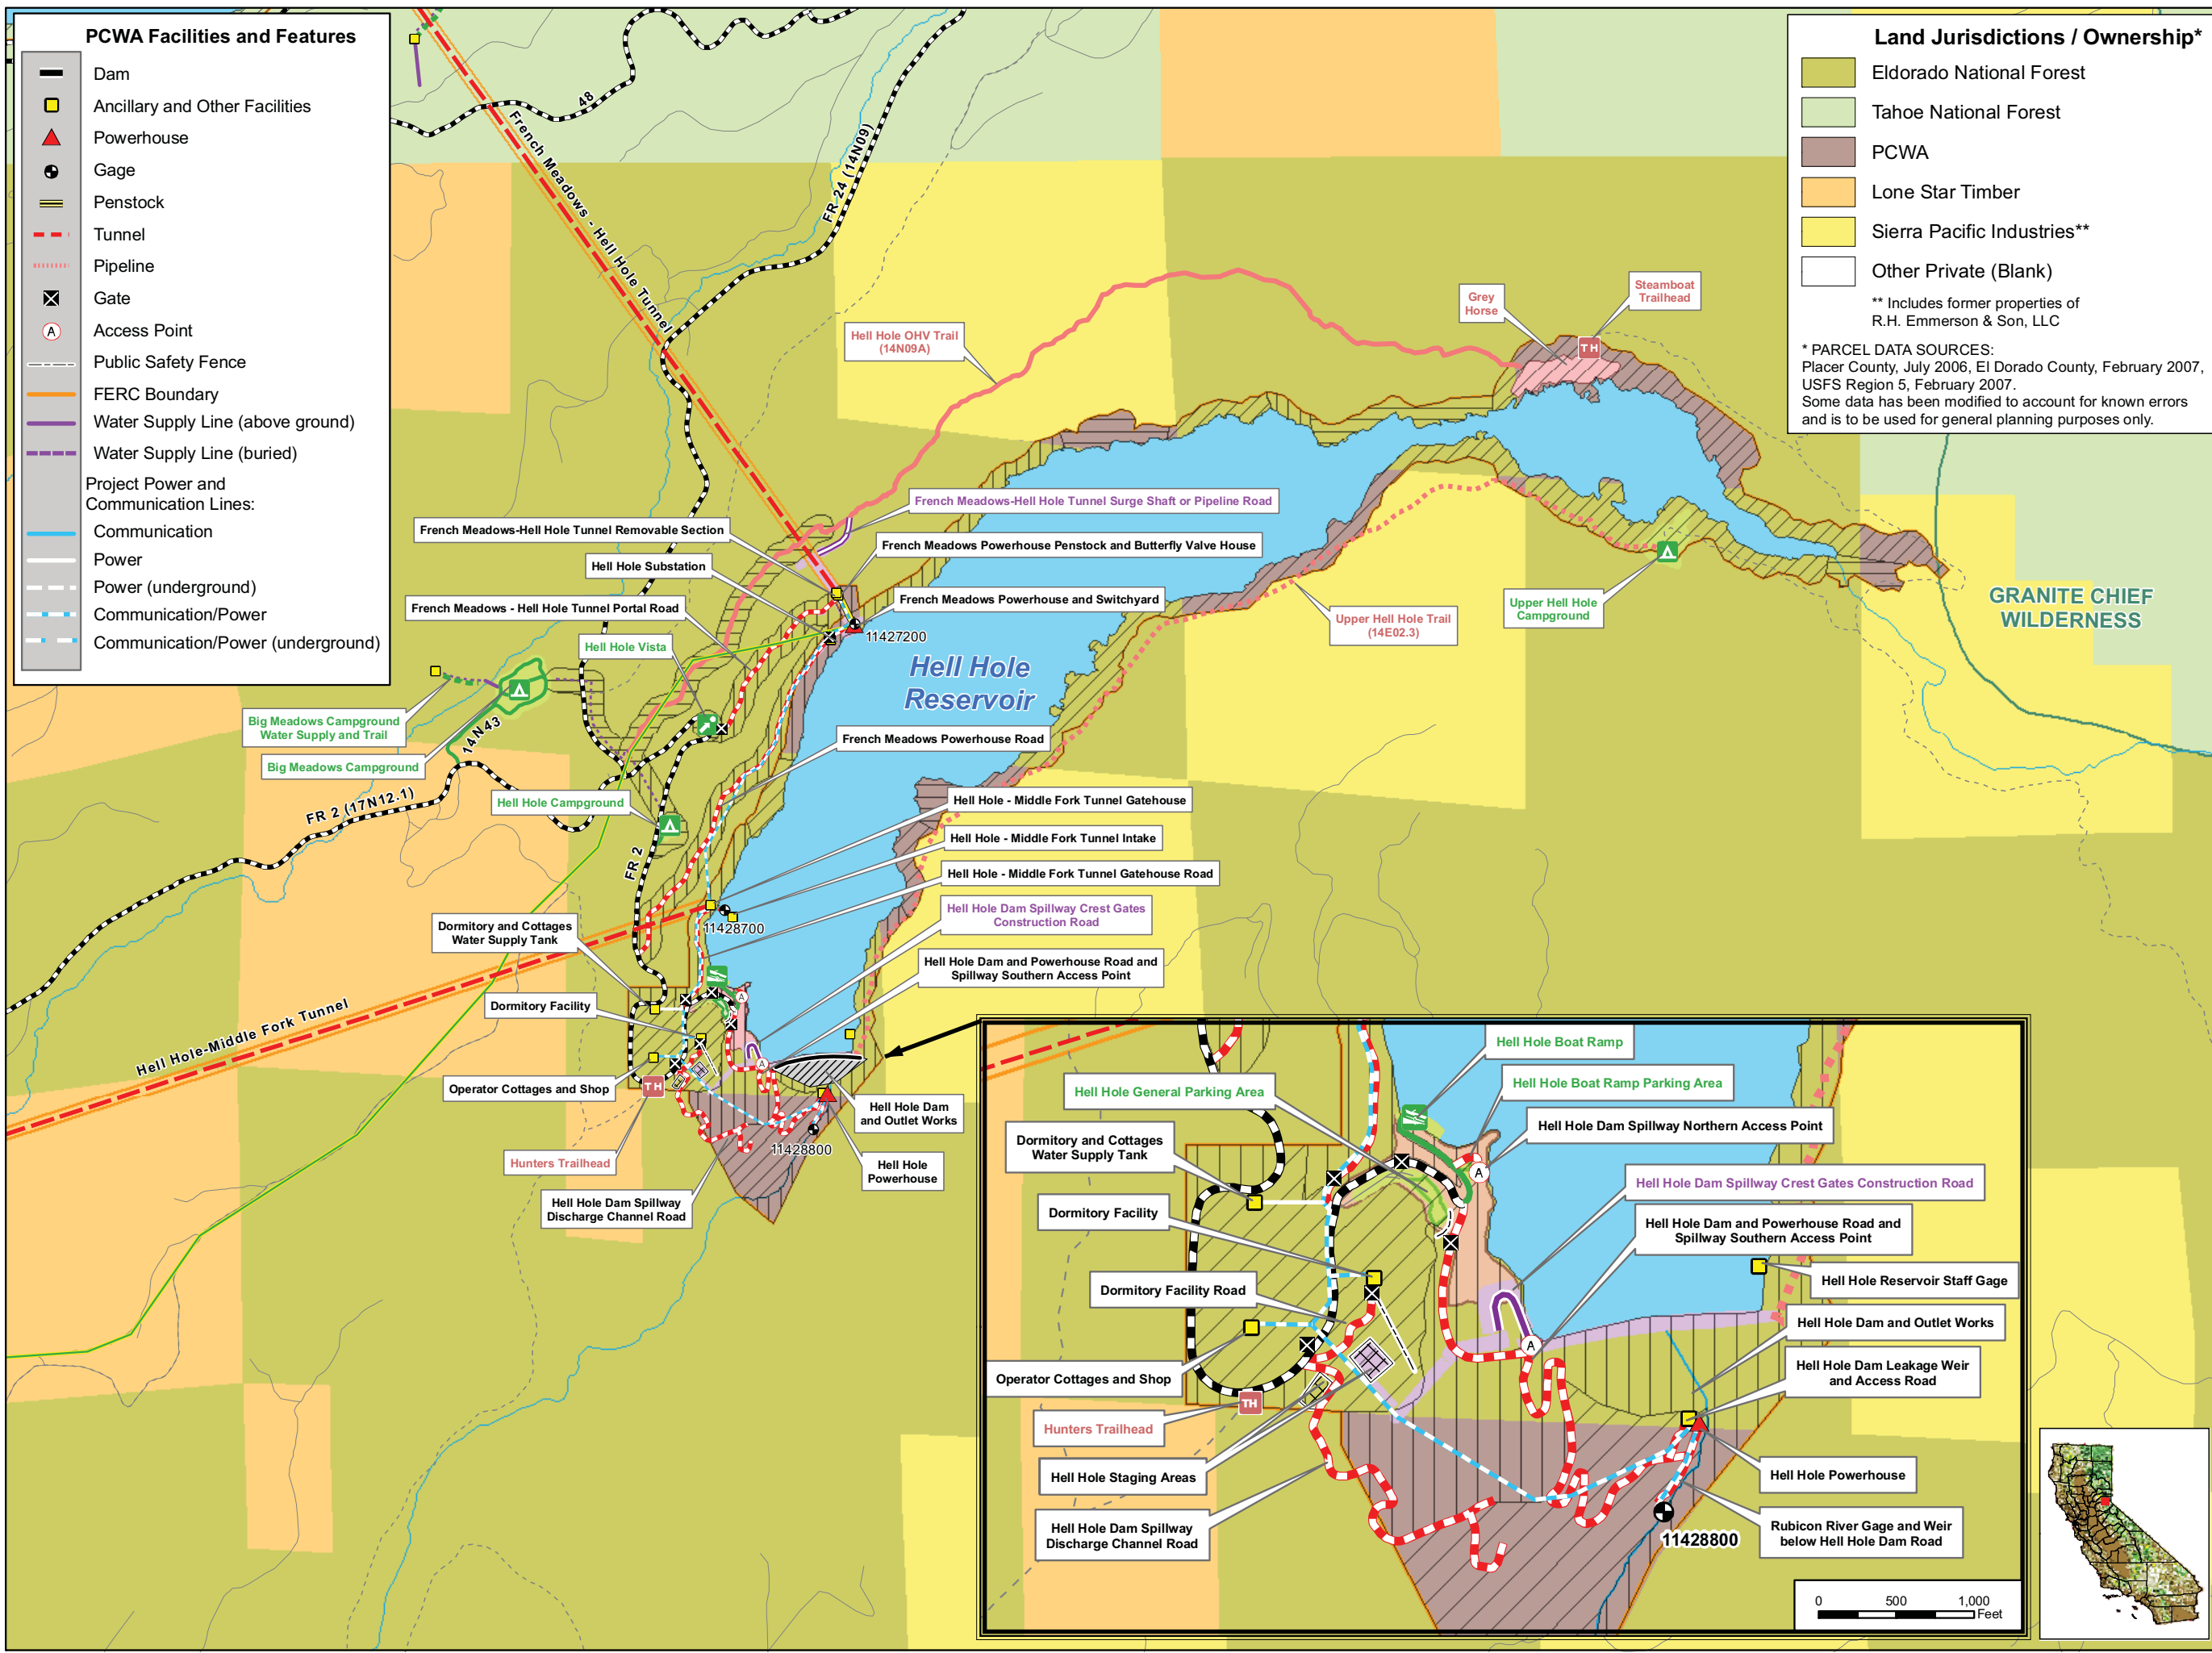 PCWA Facilities and Features
Dam
Ancillary and Other Facilities
Powerhouse
Gage
Penstock
Tunnel
Pipeline
Gate
A
Access Point
Public Safety Fence
FERC Boundary
Water Supply Line (above ground)
Water Supply Line (buried)
Project Power and
Communication Lines:
Communication
Power
Power (underground)
Communication/Power
Communication/Power (underground)
Land Jurisdictions / Ownership*
Eldorado National Forest
Tahoe National Forest
PCWA
Lone Star Timber
Sierra Pacific Industries**
Other Private (Blank)
** Includes former properties of
R.H. Emmerson & Son, LLC
* PARCEL DATA SOURCES:
Placer County, July 2006, El Dorado County, February 2007,
USFS Region 5, February 2007.
Some data has been modified to account for known errors
and is to be used for general planning purposes only.
48
French Meadows - Hell Hole Tunnel
FR 24 (14N09)
Hell Hole OHV Trail
(14N09A)
Grey
Horse
Steamboat
Trailhead
TH
French Meadows-Hell Hole Tunnel Surge Shaft or Pipeline Road
French Meadows-Hell Hole Tunnel Removable Section
French Meadows Powerhouse Penstock and Butterfly Valve House
Hell Hole Substation
French Meadows Powerhouse and Switchyard
French Meadows - Hell Hole Tunnel Portal Road
11427200
Hell Hole Vista
Hell Hole
Reservoir
Upper Hell Hole Trail
(14E02.3)
Upper Hell Hole
Campground
GRANITE CHIEF
WILDERNESS
Big Meadows Campground
Water Supply and Trail
14N43
Big Meadows Campground
French Meadows Powerhouse Road
FR 2 (17N12-1)
Hell Hole Campground
FR 2
Hell Hole - Middle Fork Tunnel Gatehouse
Hell Hole - Middle Fork Tunnel Intake
Hell Hole - Middle Fork Tunnel Gatehouse Road
Hell Hole Dam Spillway Crest Gates
Construction Road
11428700
Dormitory and Cottages
Water Supply Tank
Hell Hole Dam and Powerhouse Road and
Spillway Southern Access Point
Dormitory Facility
A
A
Hell Hole-Middle Fork Tunnel
Operator Cottages and Shop
TH
Hell Hole Dam
and Outlet Works
11428800
Hunters Trailhead
Hell Hole
Powerhouse
Hell Hole Dam Spillway
Discharge Channel Road
Hell Hole Boat Ramp
Hell Hole General Parking Area
Hell Hole Boat Ramp Parking Area
Hell Hole Dam Spillway Northern Access Point
Dormitory and Cottages
Water Supply Tank
A
Hell Hole Dam Spillway Crest Gates Construction Road
Dormitory Facility
Hell Hole Dam and Powerhouse Road and
Spillway Southern Access Point
Hell Hole Reservoir Staff Gage
Dormitory Facility Road
Hell Hole Dam and Outlet Works
A
Operator Cottages and Shop
Hell Hole Dam Leakage Weir
and Access Road
TH
Hunters Trailhead
Hell Hole Staging Areas
Hell Hole Powerhouse
Hell Hole Dam Spillway
Discharge Channel Road
11428800
Rubicon River Gage and Weir
below Hell Hole Dam Road
0 500 1,000
Feet